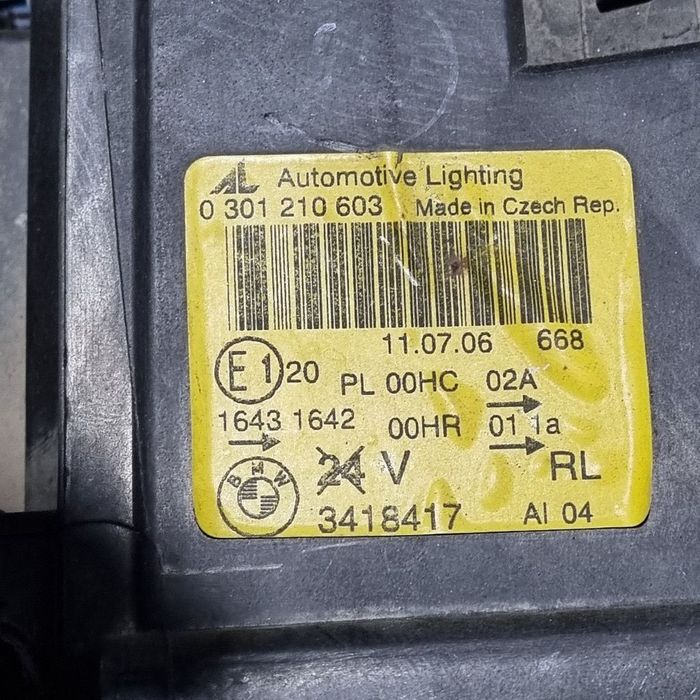 AL Automotive Lighting
0 301 210 603 Made in Czech Rep.
11.07.06 668
E1 20 PL 00HC 02A
1643 1642 00HR 01 1a
BMW 24 V RL
3418417 AI 04